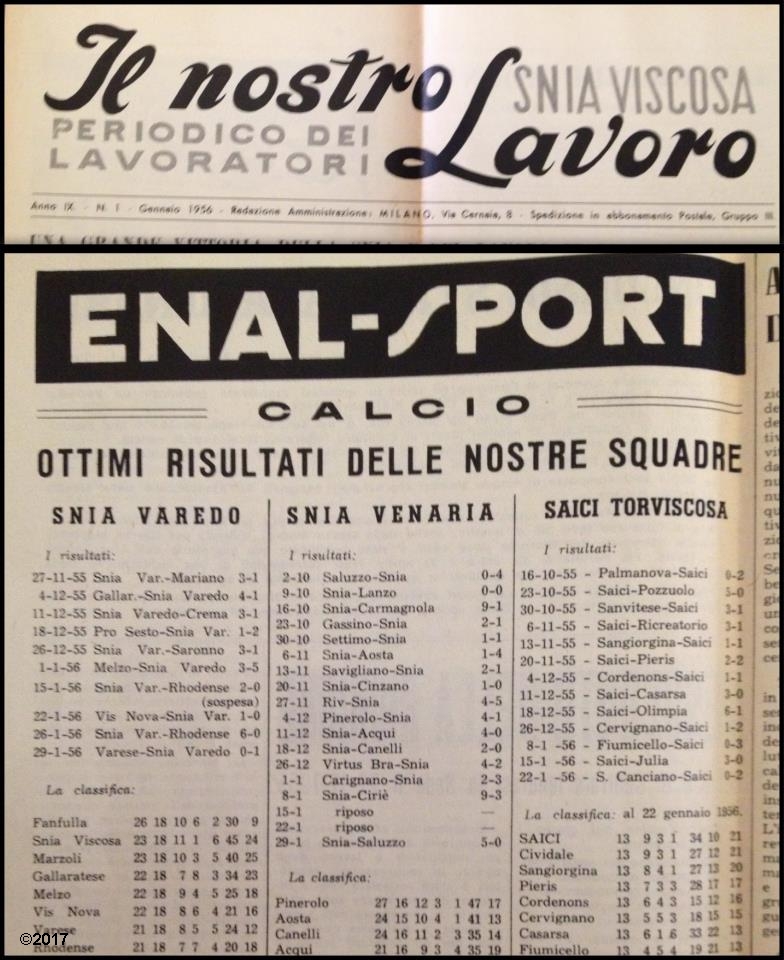 Il nostro Lavoro
SNIA VISCOSA
PERIODICO DEI
LAVORATORI
Anno IX - N. 1 - Gennaio 1956 - Redazione Amministrazione: MILANO, Via Cernaia, 8 - Spedizione in abbonamento Postale, Gruppo III
ENAL-SPORT
CALCIO
OTTIMI RISULTATI DELLE NOSTRE SQUADRE
SNIA VAREDO
I risultati:
27-11-55 Snia Var.-Mariano 3-1
4-12-55 Gallar.-Snia Varedo 4-1
11-12-55 Snia Varedo-Crema 3-1
18-12-55 Pro Sesto-Snia Var. 1-2
26-12-55 Snia Var.-Saronno 3-1
1-1-56 Melzo-Snia Varedo 3-5
15-1-56 Snia Var.-Rhodense 2-0
(sospesa)
22-1-56 Vis Nova-Snia Var. 1-0
26-1-56 Snia Var.-Rhodense 6-0
29-1-56 Varese-Snia Varedo 0-1
La classifica:
Fanfulla 26 18 10 6 2 30 9
Snia Viscosa 23 18 11 1 6 45 24
Marzoli 23 18 10 3 5 40 25
Gallaratese 22 18 7 8 3 34 23
Melzo 22 18 9 4 5 25 18
Vis Nova 22 18 8 6 4 21 16
Varese 21 18 8 5 5 24 12
Rhodense 21 18 7 7 4 20 18
SNIA VENARIA
I risultati:
2-10 Saluzzo-Snia 0-4
9-10 Snia-Lanzo 0-0
16-10 Snia-Carmagnola 9-1
23-10 Gassino-Snia 2-1
30-10 Settimo-Snia 1-1
6-11 Snia-Aosta 1-4
13-11 Savigliano-Snia 2-1
20-11 Snia-Cinzano 1-0
27-11 Riv-Snia 4-5
4-12 Pinerolo-Snia 4-1
11-12 Snia-Acqui 4-0
18-12 Snia-Canelli 2-0
26-12 Virtus Bra-Snia 4-2
1-1 Carignano-Snia 2-3
8-1 Snia-Ciriè 9-3
15-1 riposo —
22-1 riposo —
29-1 Snia-Saluzzo 5-0
La classifica:
Pinerolo 27 16 12 3 1 47 17
Aosta 24 15 10 4 1 41 13
Canelli 24 16 11 2 3 35 14
Acqui 21 16 9 3 4 35 19
SAICI TORVISCOSA
I risultati:
16-10-55 - Palmanova-Saici 0-2
23-10-55 - Saici-Pozzuolo 5-0
30-10-55 - Sanvitese-Saici 3-1
6-11-55 - Saici-Ricreatorio 3-1
13-11-55 - Sangiorgina-Saici 1-1
20-11-55 - Saici-Pieris 2-2
4-12-55 - Cordenons-Saici 1-1
11-12-55 - Saici-Casarsa 3-0
18-12-55 - Saici-Olimpia 6-1
26-12-55 - Cervignano-Saici 1-2
8-1 -56 - Fiumicello-Saici 0-3
15-1 -56 - Saici-Julia 3-0
22-1 -56 - S. Canciano-Saici 0-2
La classifica: al 22 gennaio 1956.
SAICI 13 9 3 1 34 10 21
Cividale 13 9 3 1 27 12 21
Sangiorgina 13 8 4 1 27 13 20
Pieris 13 7 3 3 28 17 17
Cordenons 13 6 4 3 15 12 16
Cervignano 13 5 5 3 18 15 15
Casarsa 13 6 1 6 33 22 13
Fiumicello 13 4 5 4 19 21 13
©2017